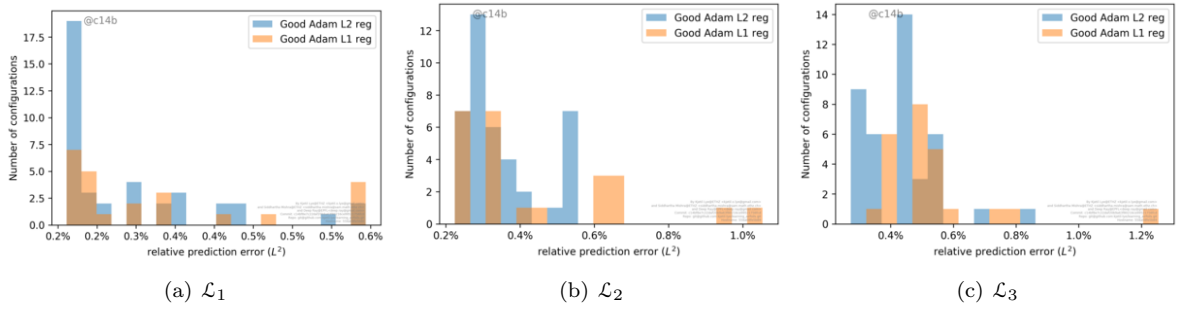 @c14b
Good Adam L2 reg
Good Adam L1 reg
Number of configurations
17.5
15.0
12.5
10.0
7.5
5.0
2.5
0.0
0.2% 0.2% 0.3% 0.4% 0.4% 0.5% 0.5% 0.6% 0.6%
relative prediction error (L²)
(a) ℒ₁
@c14b
Good Adam L2 reg
Good Adam L1 reg
Number of configurations
12
10
8
6
4
2
0
0.2% 0.4% 0.6% 0.8% 1.0%
relative prediction error (L²)
(b) ℒ₂
@c14b
Good Adam L2 reg
Good Adam L1 reg
Number of configurations
14
12
10
8
6
4
2
0
0.4% 0.6% 0.8% 1.0% 1.2%
relative prediction error (L²)
(c) ℒ₃